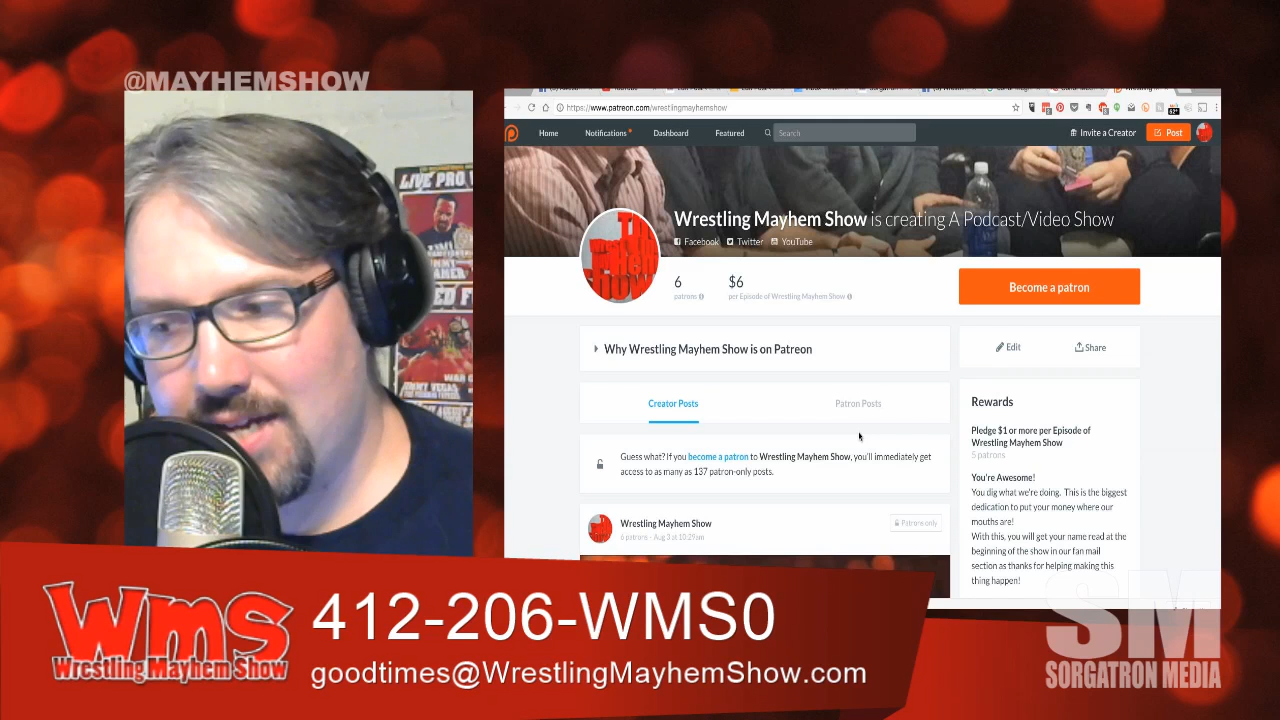 @MAYHEMSHOW
LIVE PRO
https://www.patreon.com/wrestlingmayhemshow
Home
Notifications
Dashboard
Featured
Search
Invite a Creator
Post
Wrestling Mayhem Show is creating A Podcast/Video Show
Facebook
Twitter
YouTube
6
patrons
$6
per Episode of Wrestling Mayhem Show
Become a patron
Why Wrestling Mayhem Show is on Patreon
Edit
Share
Creator Posts
Patron Posts
Guess what? If you become a patron to Wrestling Mayhem Show, you'll immediately get
access to as many as 137 patron-only posts.
Wrestling Mayhem Show
6 patrons - Aug 3 at 10:29am
Patrons only
Rewards
Pledge $1 or more per Episode of
Wrestling Mayhem Show
5 patrons
You're Awesome!
You dig what we're doing. This is the biggest
dedication to put your money where our
mouths are!
With this, you will get your name read at the
beginning of the show in our fan mail
section as thanks for helping making this
thing happen!
Wms
Wrestling Mayhem Show
412-206-WMS0
goodtimes@WrestlingMayhemShow.com
SM
SORGATRON MEDIA